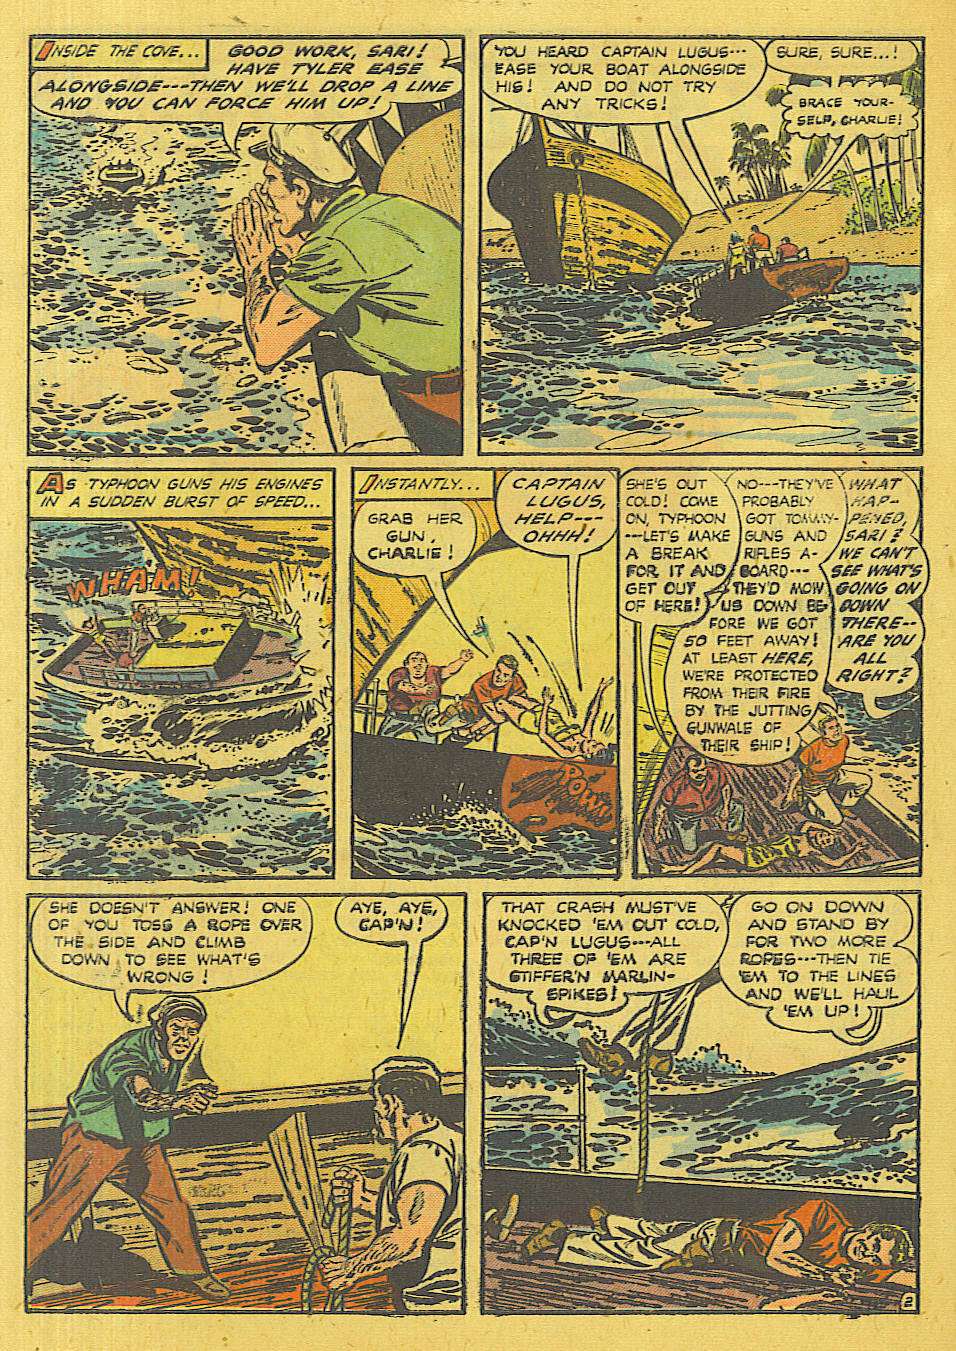 INSIDE THE COVE...
GOOD WORK, SARI!
HAVE TYLER EASE
ALONGSIDE---THEN WE'LL DROP A LINE
AND YOU CAN FORCE HIM UP!
YOU HEARD CAPTAIN LUGUS---
EASE YOUR BOAT ALONGSIDE
HIS! AND DO NOT TRY
ANY TRICKS!
SURE, SURE...!
BRACE YOUR-
SELF, CHARLIE!
AS TYPHOON GUNS HIS ENGINES
IN A SUDDEN BURST OF SPEED...
WHAM!
INSTANTLY...
GRAB HER
GUN,
CHARLIE!
CAPTAIN
LUGUS,
HELP---
OHHH!
POW!
SHE'S OUT
COLD! COME
ON, TYPHOON
---LET'S MAKE
A BREAK
FOR IT AND
GET OUT
OF HERE!
NO---THEY'VE
PROBABLY
GOT TOMMY-
GUNS AND
RIFLES A-
BOARD---
THEY'D MOW
US DOWN BE-
FORE WE GOT
50 FEET AWAY!
AT LEAST HERE,
WE'RE PROTECTED
FROM THEIR FIRE
BY THE JUTTING
GUNWALE OF
THEIR SHIP!
WHAT
HAP-
PENED,
SARI?
WE CAN'T
SEE WHAT'S
GOING ON
DOWN
THERE--
ARE YOU
ALL
RIGHT?
SHE DOESN'T ANSWER! ONE
OF YOU TOSS A ROPE OVER
THE SIDE AND CLIMB
DOWN TO SEE WHAT'S
WRONG!
AYE, AYE,
CAP'N!
THAT CRASH MUST'VE
KNOCKED 'EM OUT COLD,
CAP'N LUGUS---ALL
THREE OF 'EM ARE
STIFFER'N MARLIN-
SPIKES!
GO ON DOWN
AND STAND BY
FOR TWO MORE
ROPES---THEN TIE
'EM TO THE LINES
AND WE'LL HAUL
'EM UP!
2